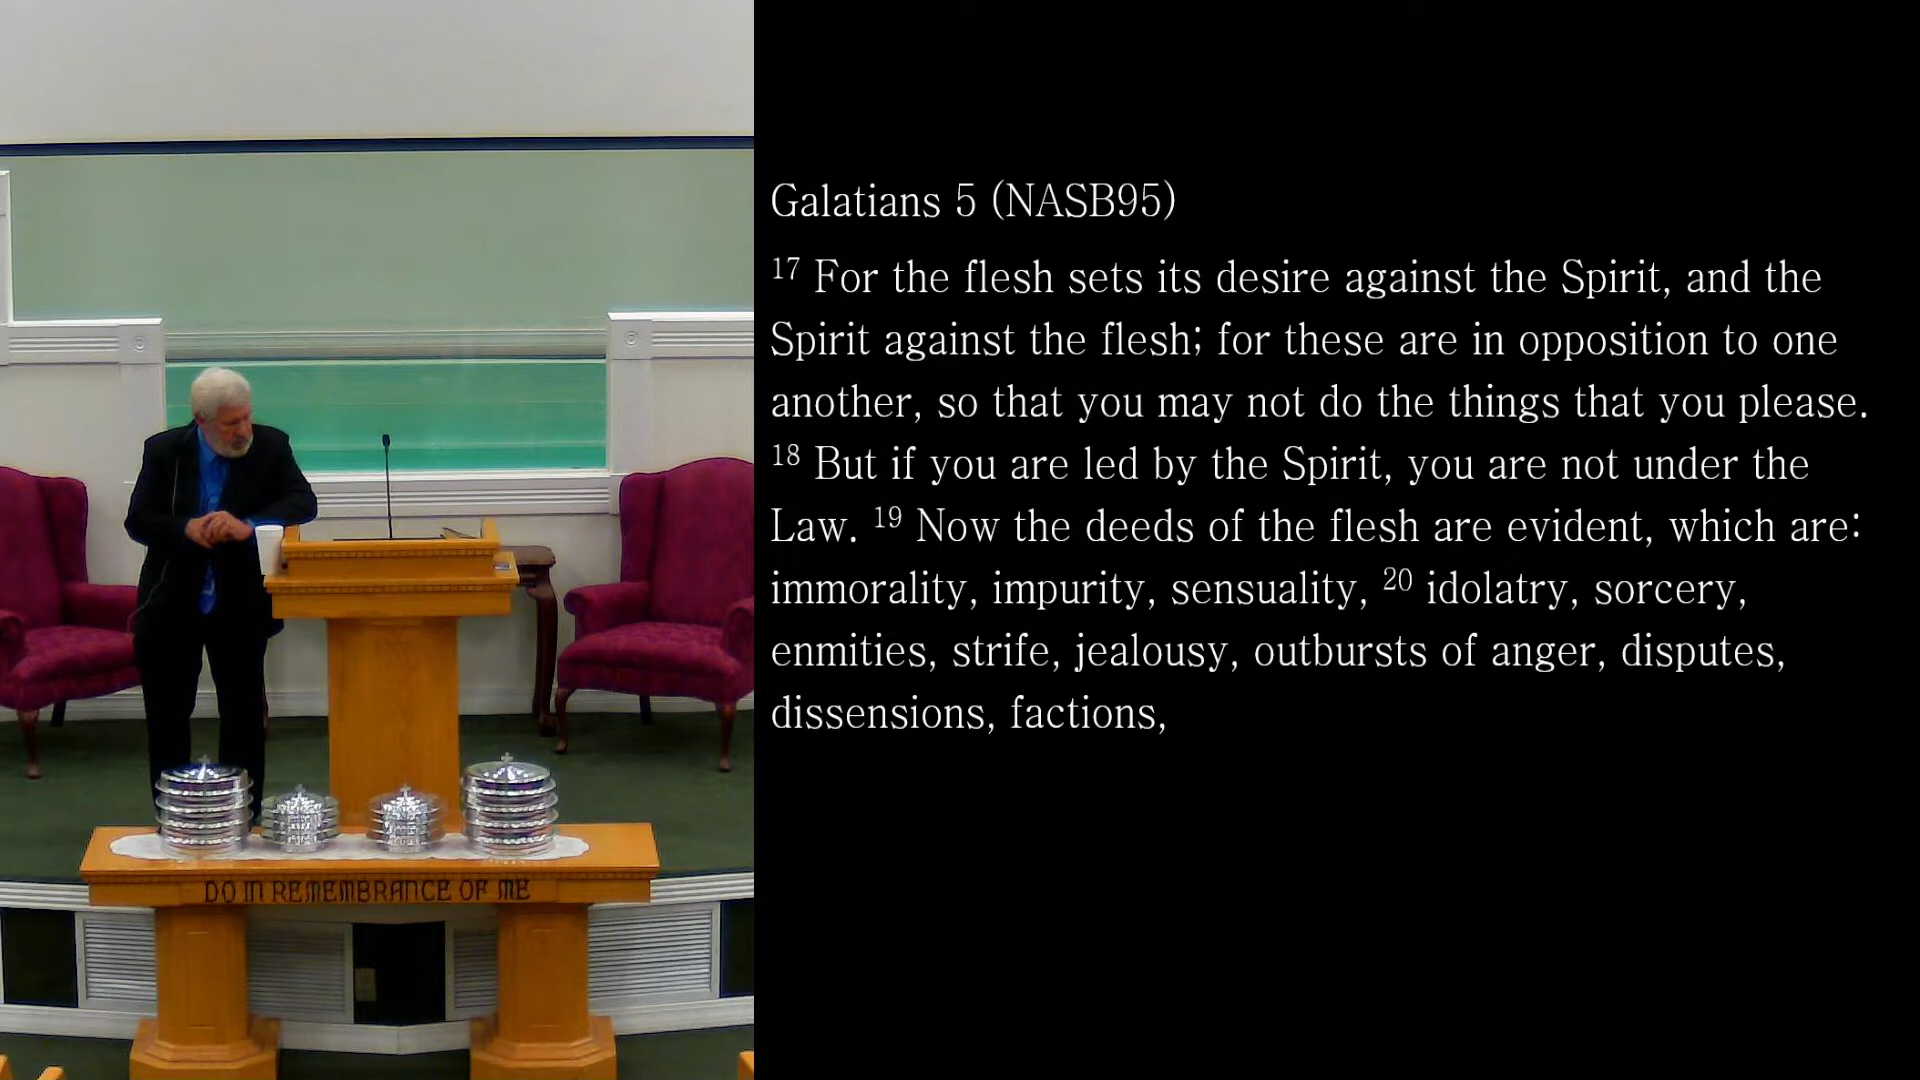 Galatians 5 (NASB95)
17 For the flesh sets its desire against the Spirit, and the
Spirit against the flesh; for these are in opposition to one
another, so that you may not do the things that you please.
18 But if you are led by the Spirit, you are not under the
Law. 19 Now the deeds of the flesh are evident, which are:
immorality, impurity, sensuality, 20 idolatry, sorcery,
enmities, strife, jealousy, outbursts of anger, disputes,
dissensions, factions,
DO IN REMEMBRANCE OF ME